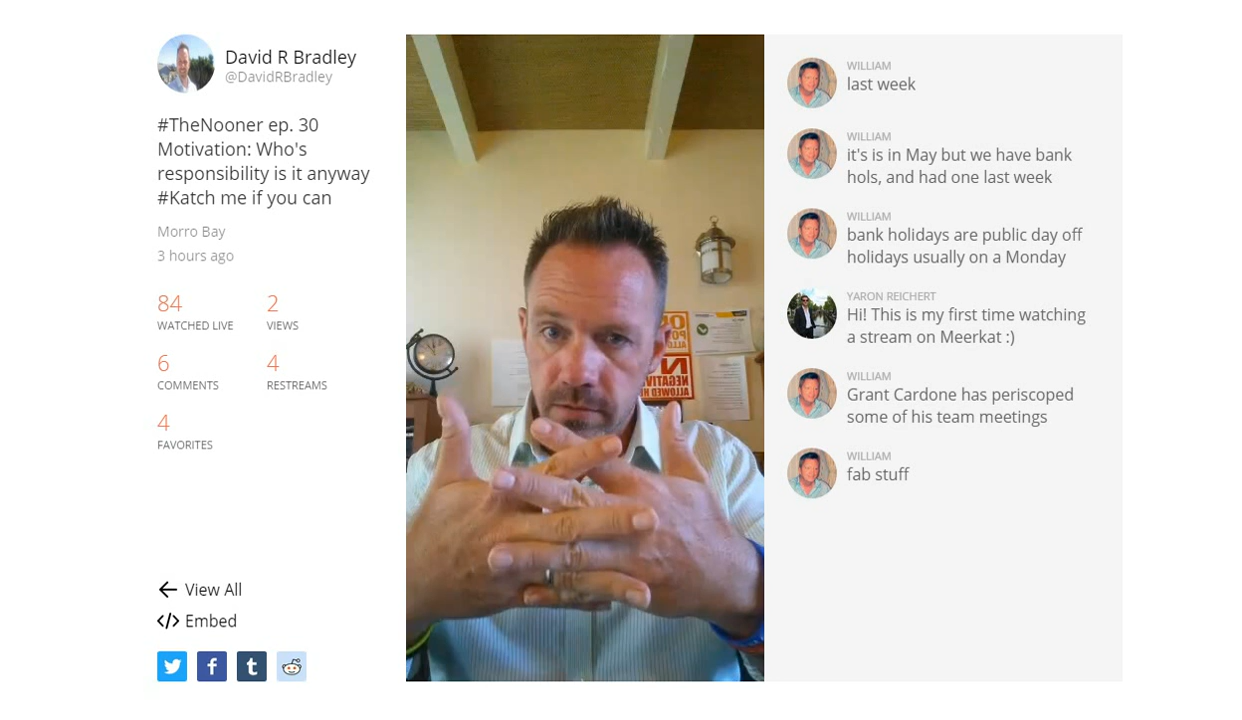 David R Bradley
@DavidRBradley
#TheNooner ep. 30
Motivation: Who's
responsibility is it anyway
#Katch me if you can
Morro Bay
3 hours ago
84
WATCHED LIVE
2
VIEWS
6
COMMENTS
4
RESTREAMS
4
FAVORITES
View All
Embed
NEGATIV
ALLOWED
WILLIAM
last week
WILLIAM
it's is in May but we have bank
hols, and had one last week
WILLIAM
bank holidays are public day off
holidays usually on a Monday
YARON REICHERT
Hi! This is my first time watching
a stream on Meerkat :)
WILLIAM
Grant Cardone has periscoped
some of his team meetings
WILLIAM
fab stuff